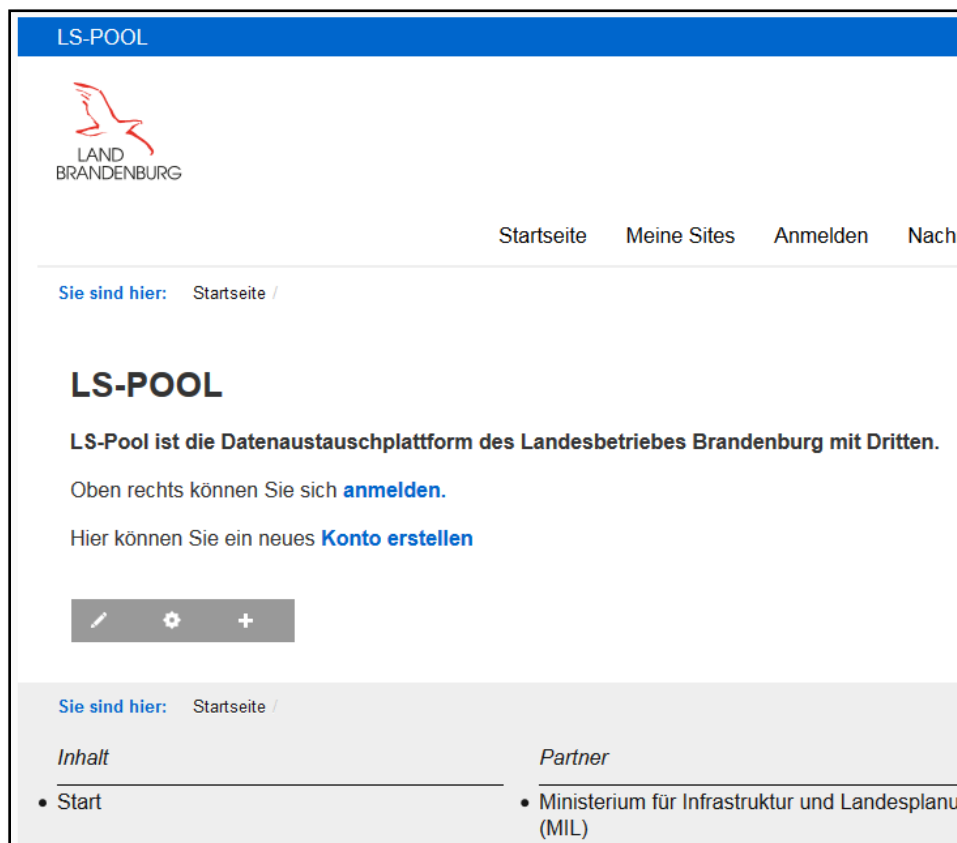 LS-POOL
LAND
BRANDENBURG
Startseite Meine Sites Anmelden Nach
Sie sind hier: Startseite /
LS-POOL
LS-Pool ist die Datenaustauschplattform des Landesbetriebes Brandenburg mit Dritten.
Oben rechts können Sie sich anmelden.
Hier können Sie ein neues Konto erstellen
Sie sind hier: Startseite /
Inhalt Partner
• Start • Ministerium für Infrastruktur und Landesplanu
(MIL)